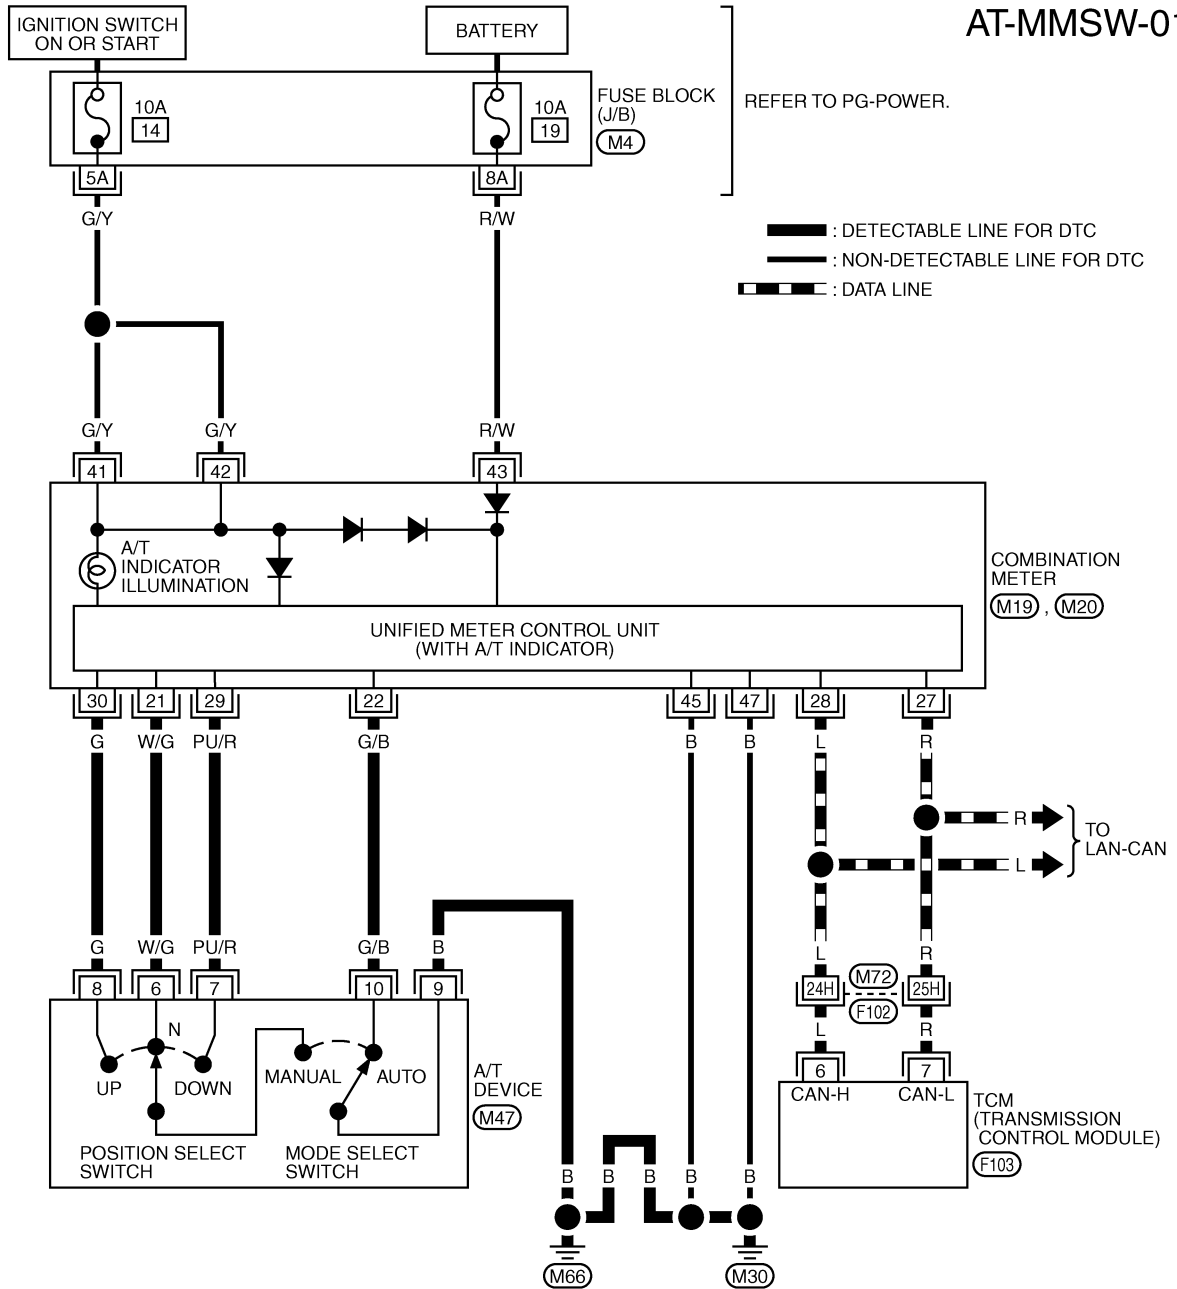 AT-MMSW-01
IGNITION SWITCH
ON OR START
BATTERY
10A
14
10A
19
FUSE BLOCK
(J/B)
M4
REFER TO PG-POWER.
5A
8A
G/Y
R/W
: DETECTABLE LINE FOR DTC
: NON-DETECTABLE LINE FOR DTC
: DATA LINE
G/Y
G/Y
R/W
41
42
43
A/T
INDICATOR
ILLUMINATION
COMBINATION
METER
M19 , M20
UNIFIED METER CONTROL UNIT
(WITH A/T INDICATOR)
30
21
29
22
45
47
28
27
G
W/G
PU/R
G/B
B
B
L
R
R
L
TO
LAN-CAN
G
W/G
PU/R
G/B
B
L
R
8
6
7
10
9
24H
M72
25H
F102
L
R
N
UP
DOWN
MANUAL
AUTO
A/T
DEVICE
M47
POSITION SELECT
SWITCH
MODE SELECT
SWITCH
6
7
CAN-H
CAN-L
TCM
(TRANSMISSION
CONTROL MODULE)
F103
B
B
B
B
B
M66
M30